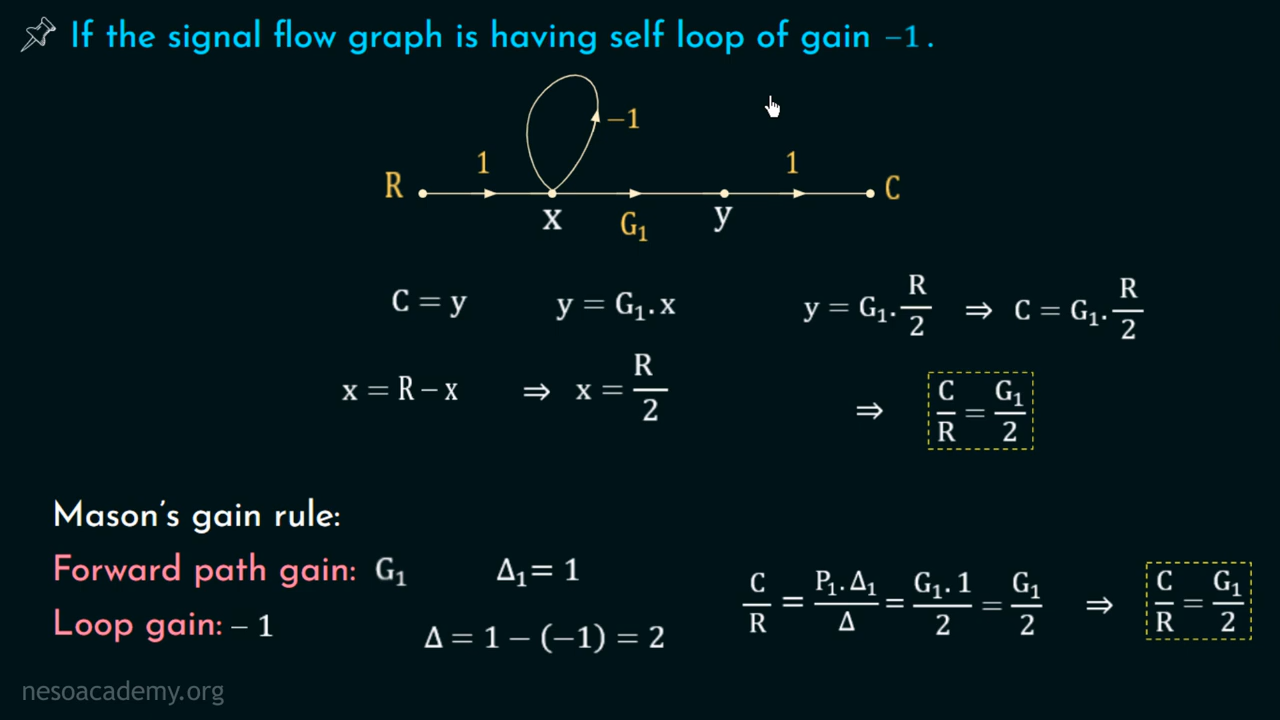 If the signal flow graph is having self loop of gain −1.
−1
1
1
R
C
x
G₁
y
C = y
y = G₁.x
y = G₁.R/2 ⇒ C = G₁.R/2
x = R − x ⇒ x = R/2
⇒ C/R = G₁/2
Mason's gain rule:
Forward path gain: G₁
Δ₁= 1
Loop gain: − 1
Δ = 1 − (−1) = 2
C/R = P₁.Δ₁/Δ = G₁.1/2 = G₁/2 ⇒ C/R = G₁/2
nesoacademy.org